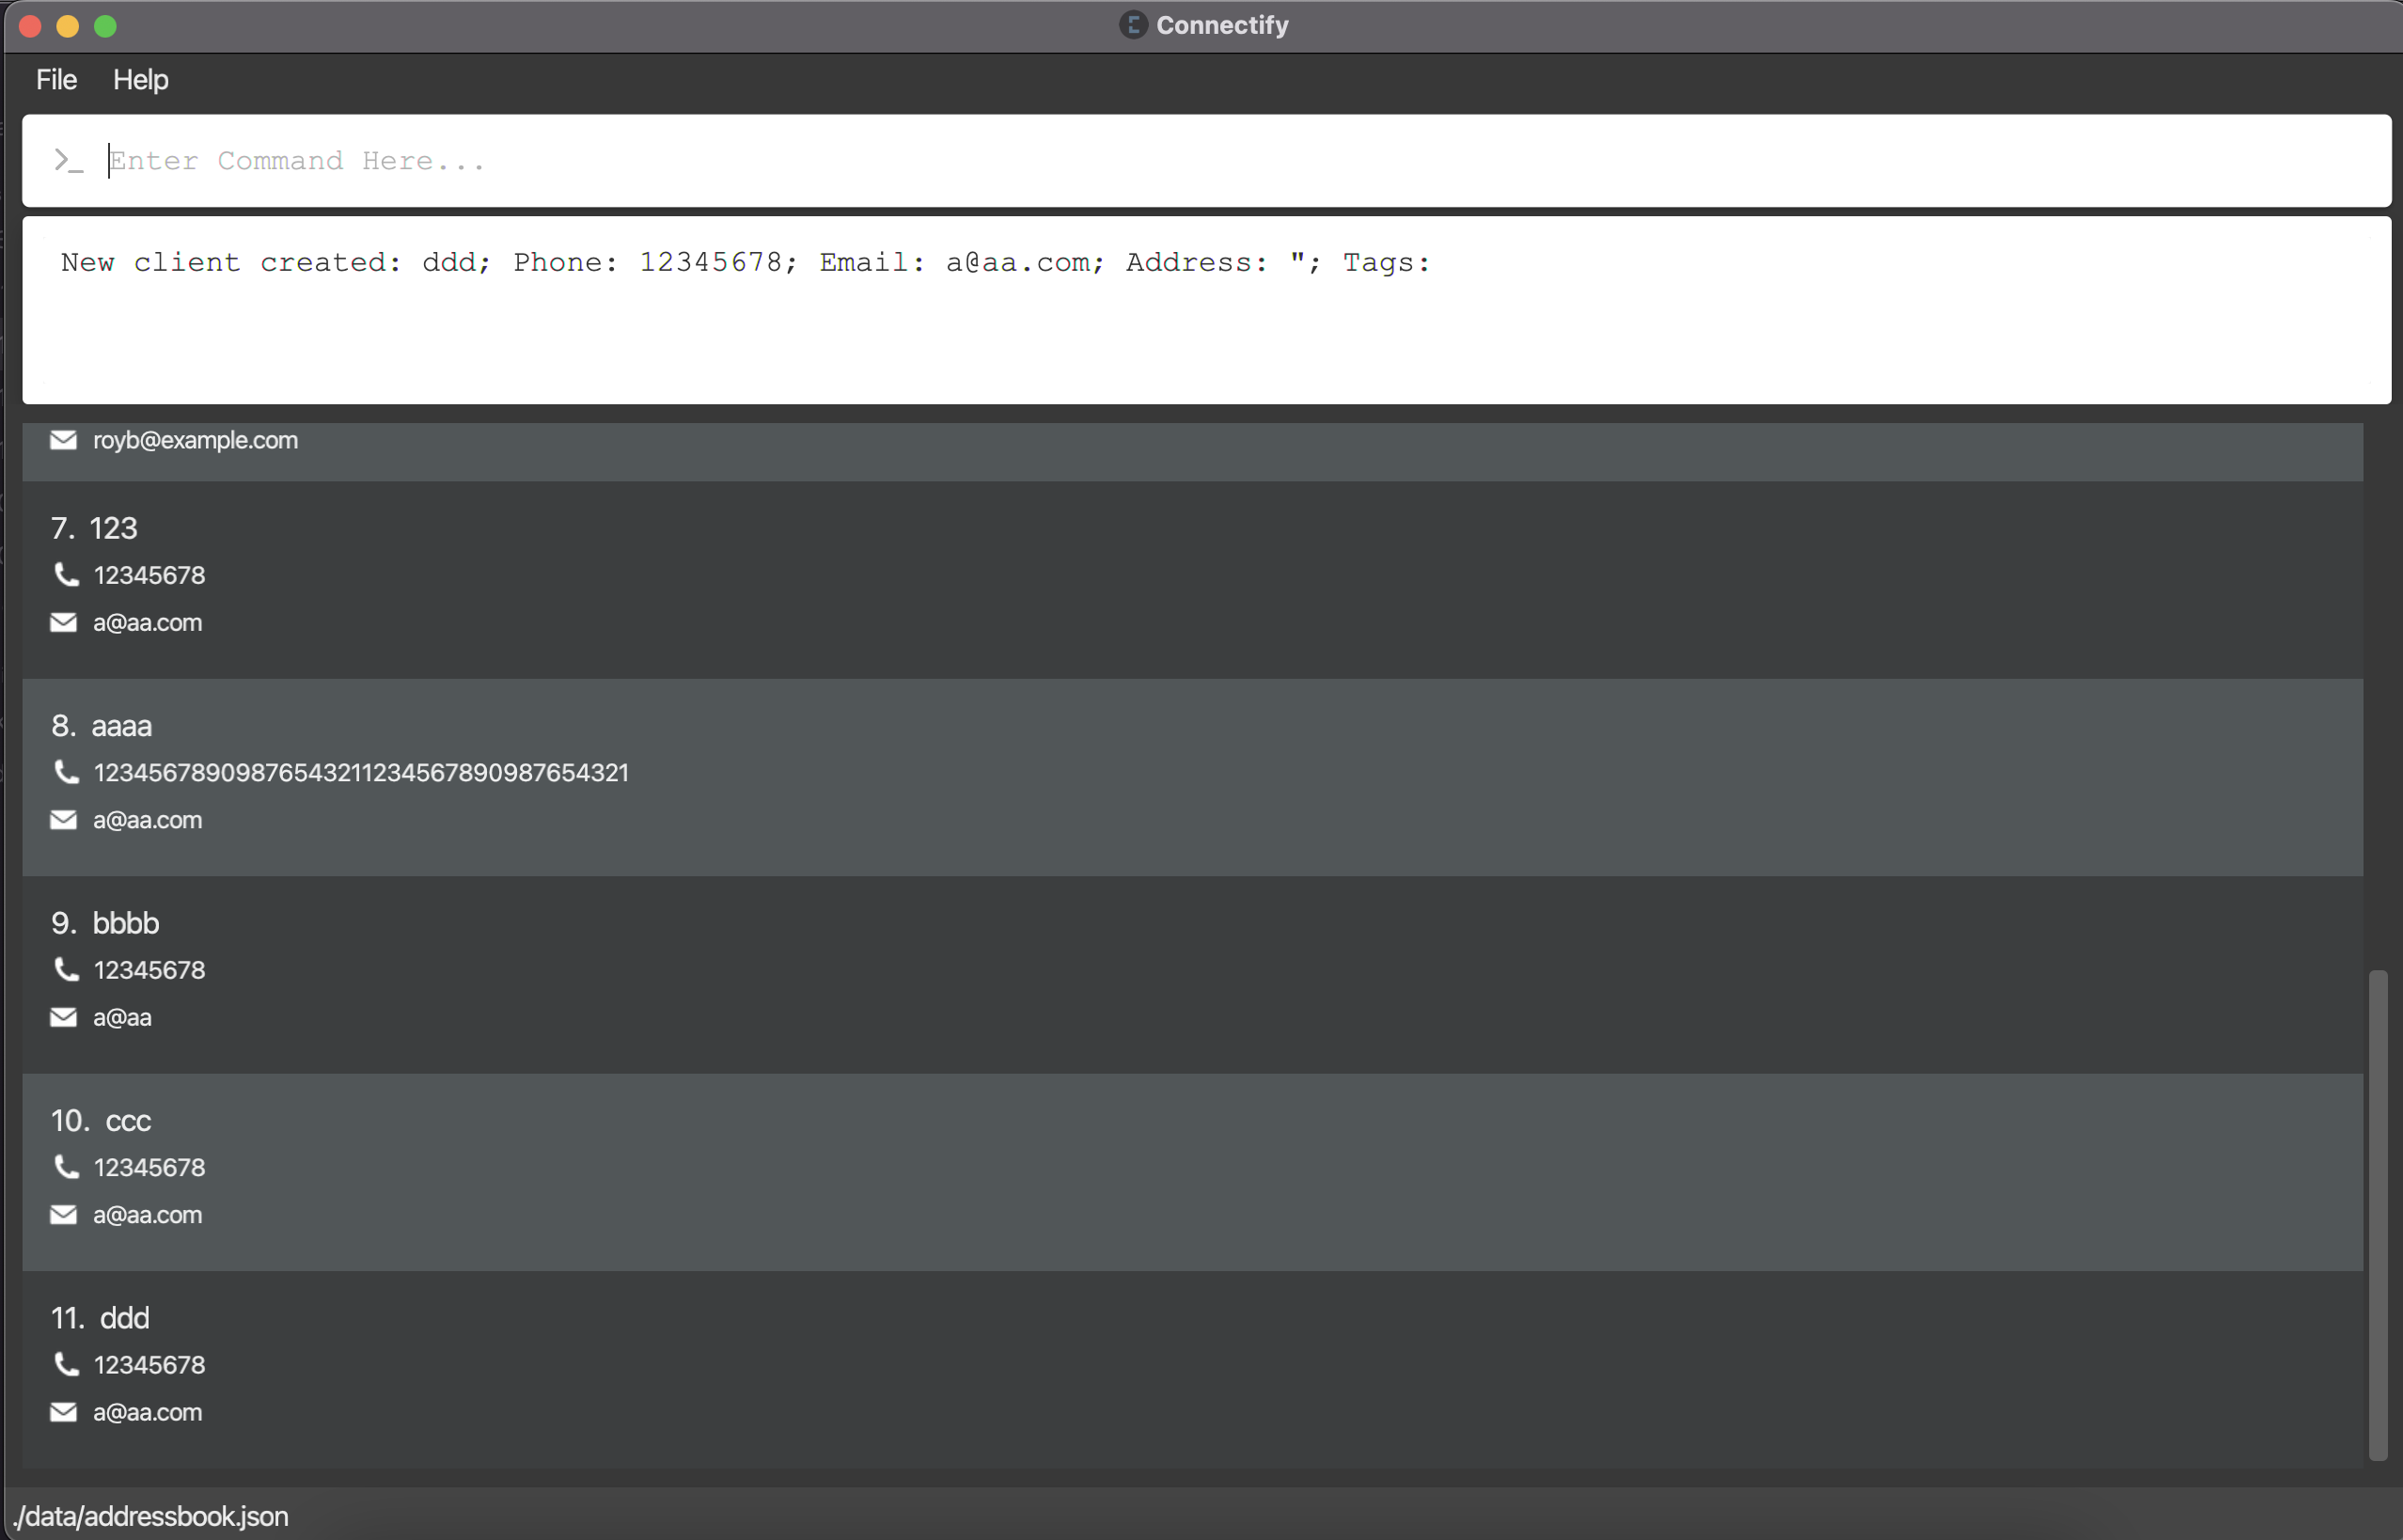 Connectify
File Help
>_ Enter Command Here...
New client created: ddd; Phone: 12345678; Email: a@aa.com; Address: "; Tags:
royb@example.com
7. 123
12345678
a@aa.com
8. aaaa
12345678909876543211234567890987654321
a@aa.com
9. bbbb
12345678
a@aa
10. ccc
12345678
a@aa.com
11. ddd
12345678
a@aa.com
./data/addressbook.json